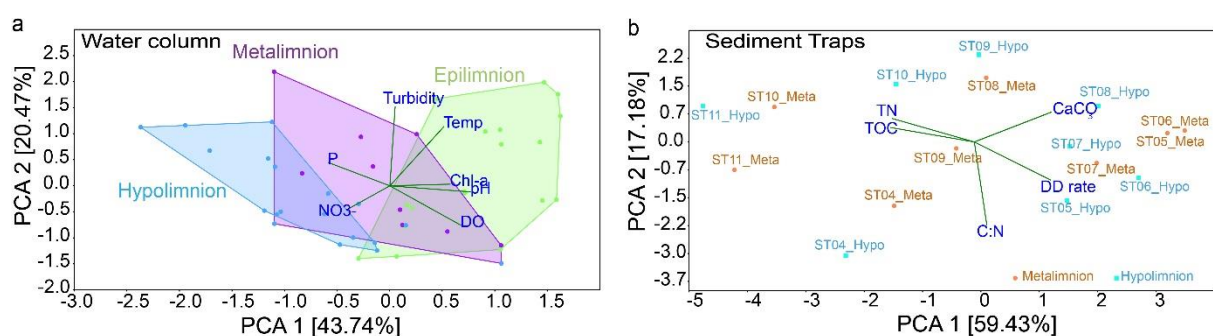 a
Water column
Metalimnion
Epilimnion
Hypolimnion
Turbidity
Temp
P
Chl-a
pH
NO3-
DO
PCA 2 [20.47%]
2.5
2.0
1.5
1.0
0.5
0.0
-0.5
-1.0
-1.5
-2.0
-3.0
-2.5
-2.0
-1.5
-1.0
-0.5
0.0
0.5
1.0
1.5
PCA 1 [43.74%]
b
Sediment Traps
ST09_Hypo
ST10_Hypo
ST08_Meta
ST10_Meta
ST11_Hypo
ST08_Hypo
TN
TOC
CaCO3
ST06_Meta
ST05_Meta
ST07_Hypo
ST09_Meta
ST11_Meta
ST07_Meta
DD rate
ST06_Hypo
ST04_Meta
ST05_Hypo
C:N
ST04_Hypo
Metalimnion
Hypolimnion
PCA 2 [17.18%]
2.2
1.5
0.7
0.0
-0.7
-1.5
-2.2
-3.0
-3.7
-5
-4
-3
-2
-1
0
1
2
3
PCA 1 [59.43%]